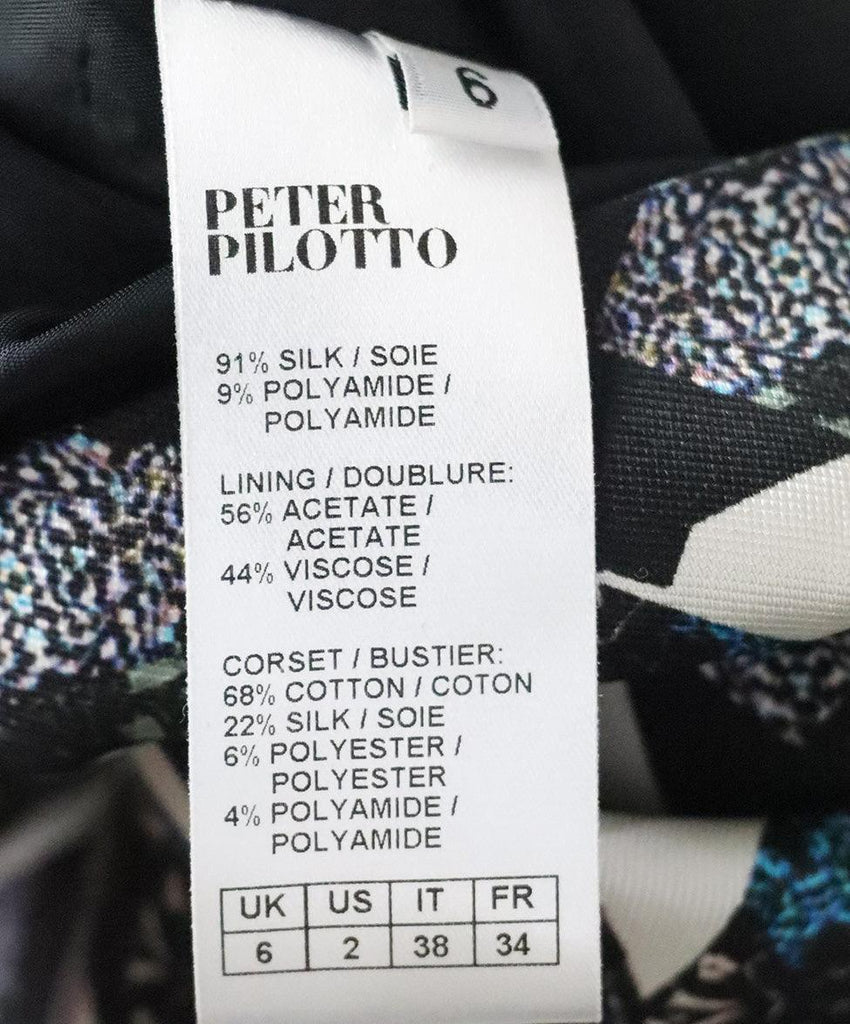 6
PETER
PILOTTO
91% SILK / SOIE
9% POLYAMIDE /
POLYAMIDE
LINING / DOUBLURE:
56% ACETATE /
ACETATE
44% VISCOSE /
VISCOSE
CORSET / BUSTIER:
68% COTTON / COTON
22% SILK / SOIE
6% POLYESTER /
POLYESTER
4% POLYAMIDE /
POLYAMIDE
UK US IT FR
6 2 38 34